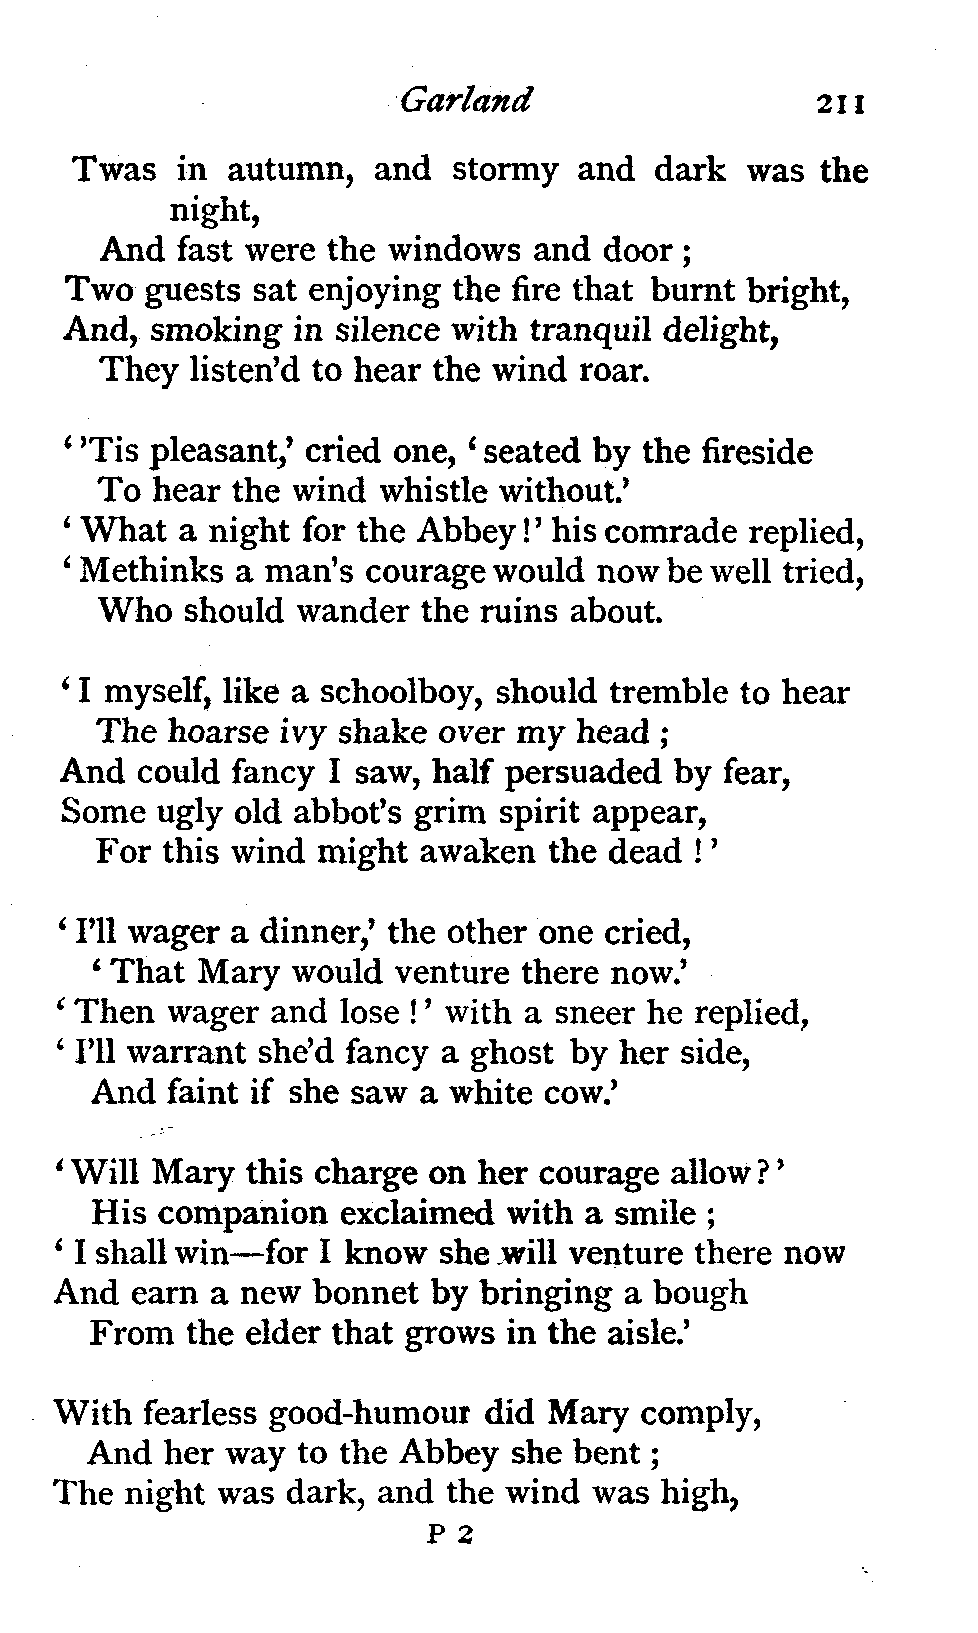 Garland 211
Twas in autumn, and stormy and dark was the
night,
And fast were the windows and door ;
Two guests sat enjoying the fire that burnt bright,
And, smoking in silence with tranquil delight,
They listen'd to hear the wind roar.
‘ ’Tis pleasant,’ cried one, ‘ seated by the fireside
To hear the wind whistle without.’
‘ What a night for the Abbey !’ his comrade replied,
‘ Methinks a man's courage would now be well tried,
Who should wander the ruins about.
‘ I myself, like a schoolboy, should tremble to hear
The hoarse ivy shake over my head ;
And could fancy I saw, half persuaded by fear,
Some ugly old abbot's grim spirit appear,
For this wind might awaken the dead ! ’
‘ I'll wager a dinner,’ the other one cried,
‘ That Mary would venture there now.’
‘ Then wager and lose ! ’ with a sneer he replied,
‘ I'll warrant she'd fancy a ghost by her side,
And faint if she saw a white cow.’
‘ Will Mary this charge on her courage allow ? ’
His companion exclaimed with a smile ;
‘ I shall win—for I know she will venture there now
And earn a new bonnet by bringing a bough
From the elder that grows in the aisle.’
With fearless good-humour did Mary comply,
And her way to the Abbey she bent ;
The night was dark, and the wind was high,
P 2